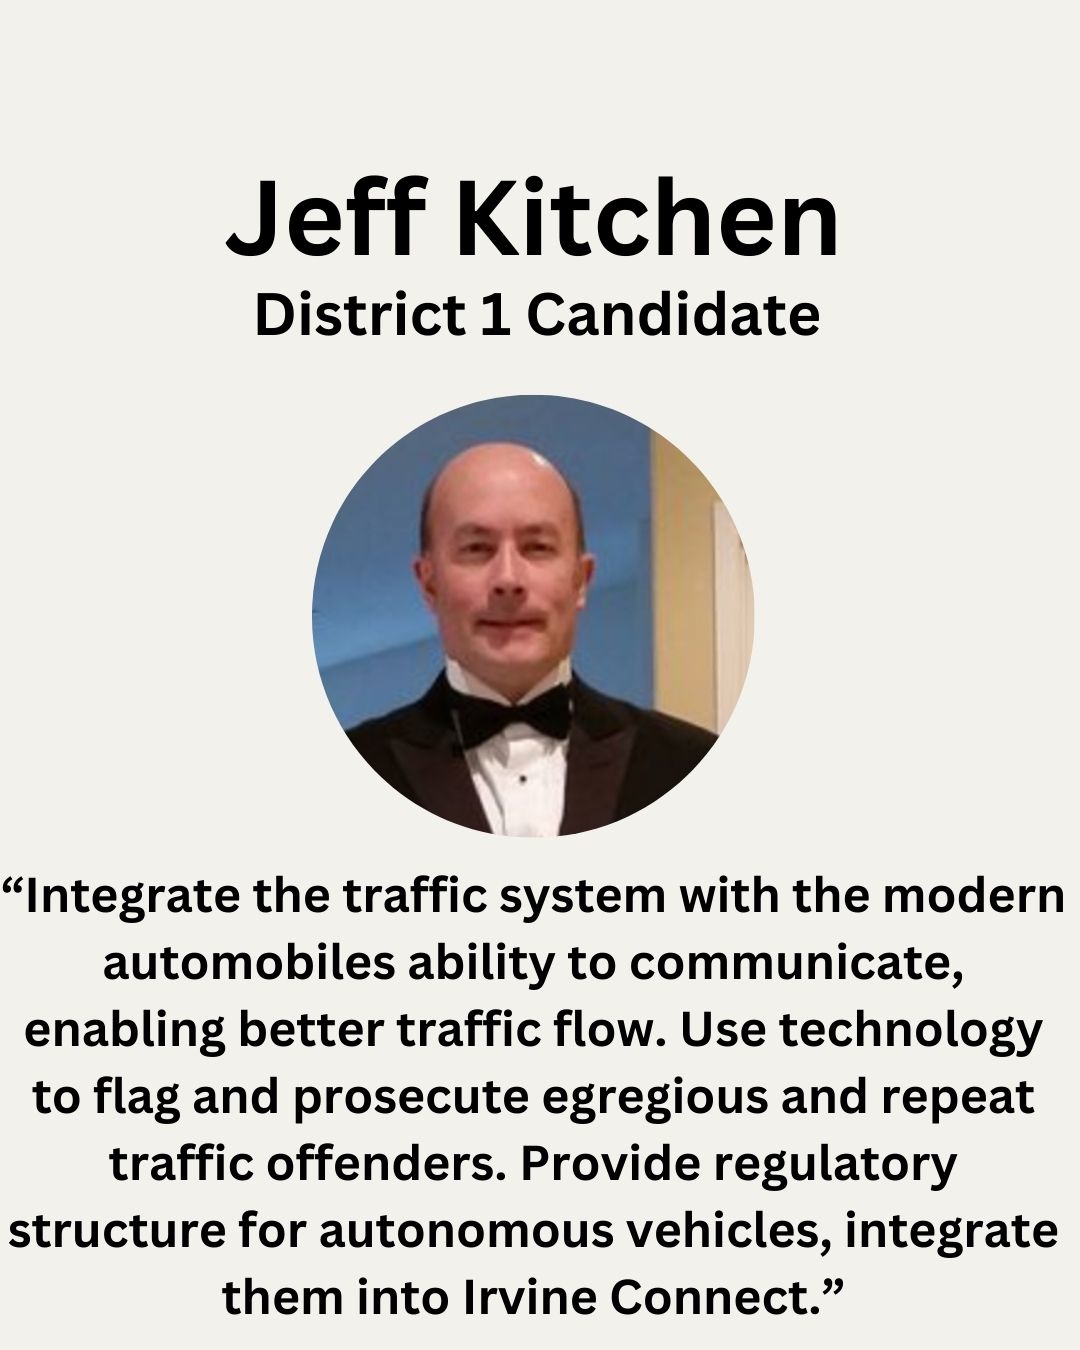 Jeff Kitchen
District 1 Candidate
“Integrate the traffic system with the modern
automobiles ability to communicate,
enabling better traffic flow. Use technology
to flag and prosecute egregious and repeat
traffic offenders. Provide regulatory
structure for autonomous vehicles, integrate
them into Irvine Connect.”